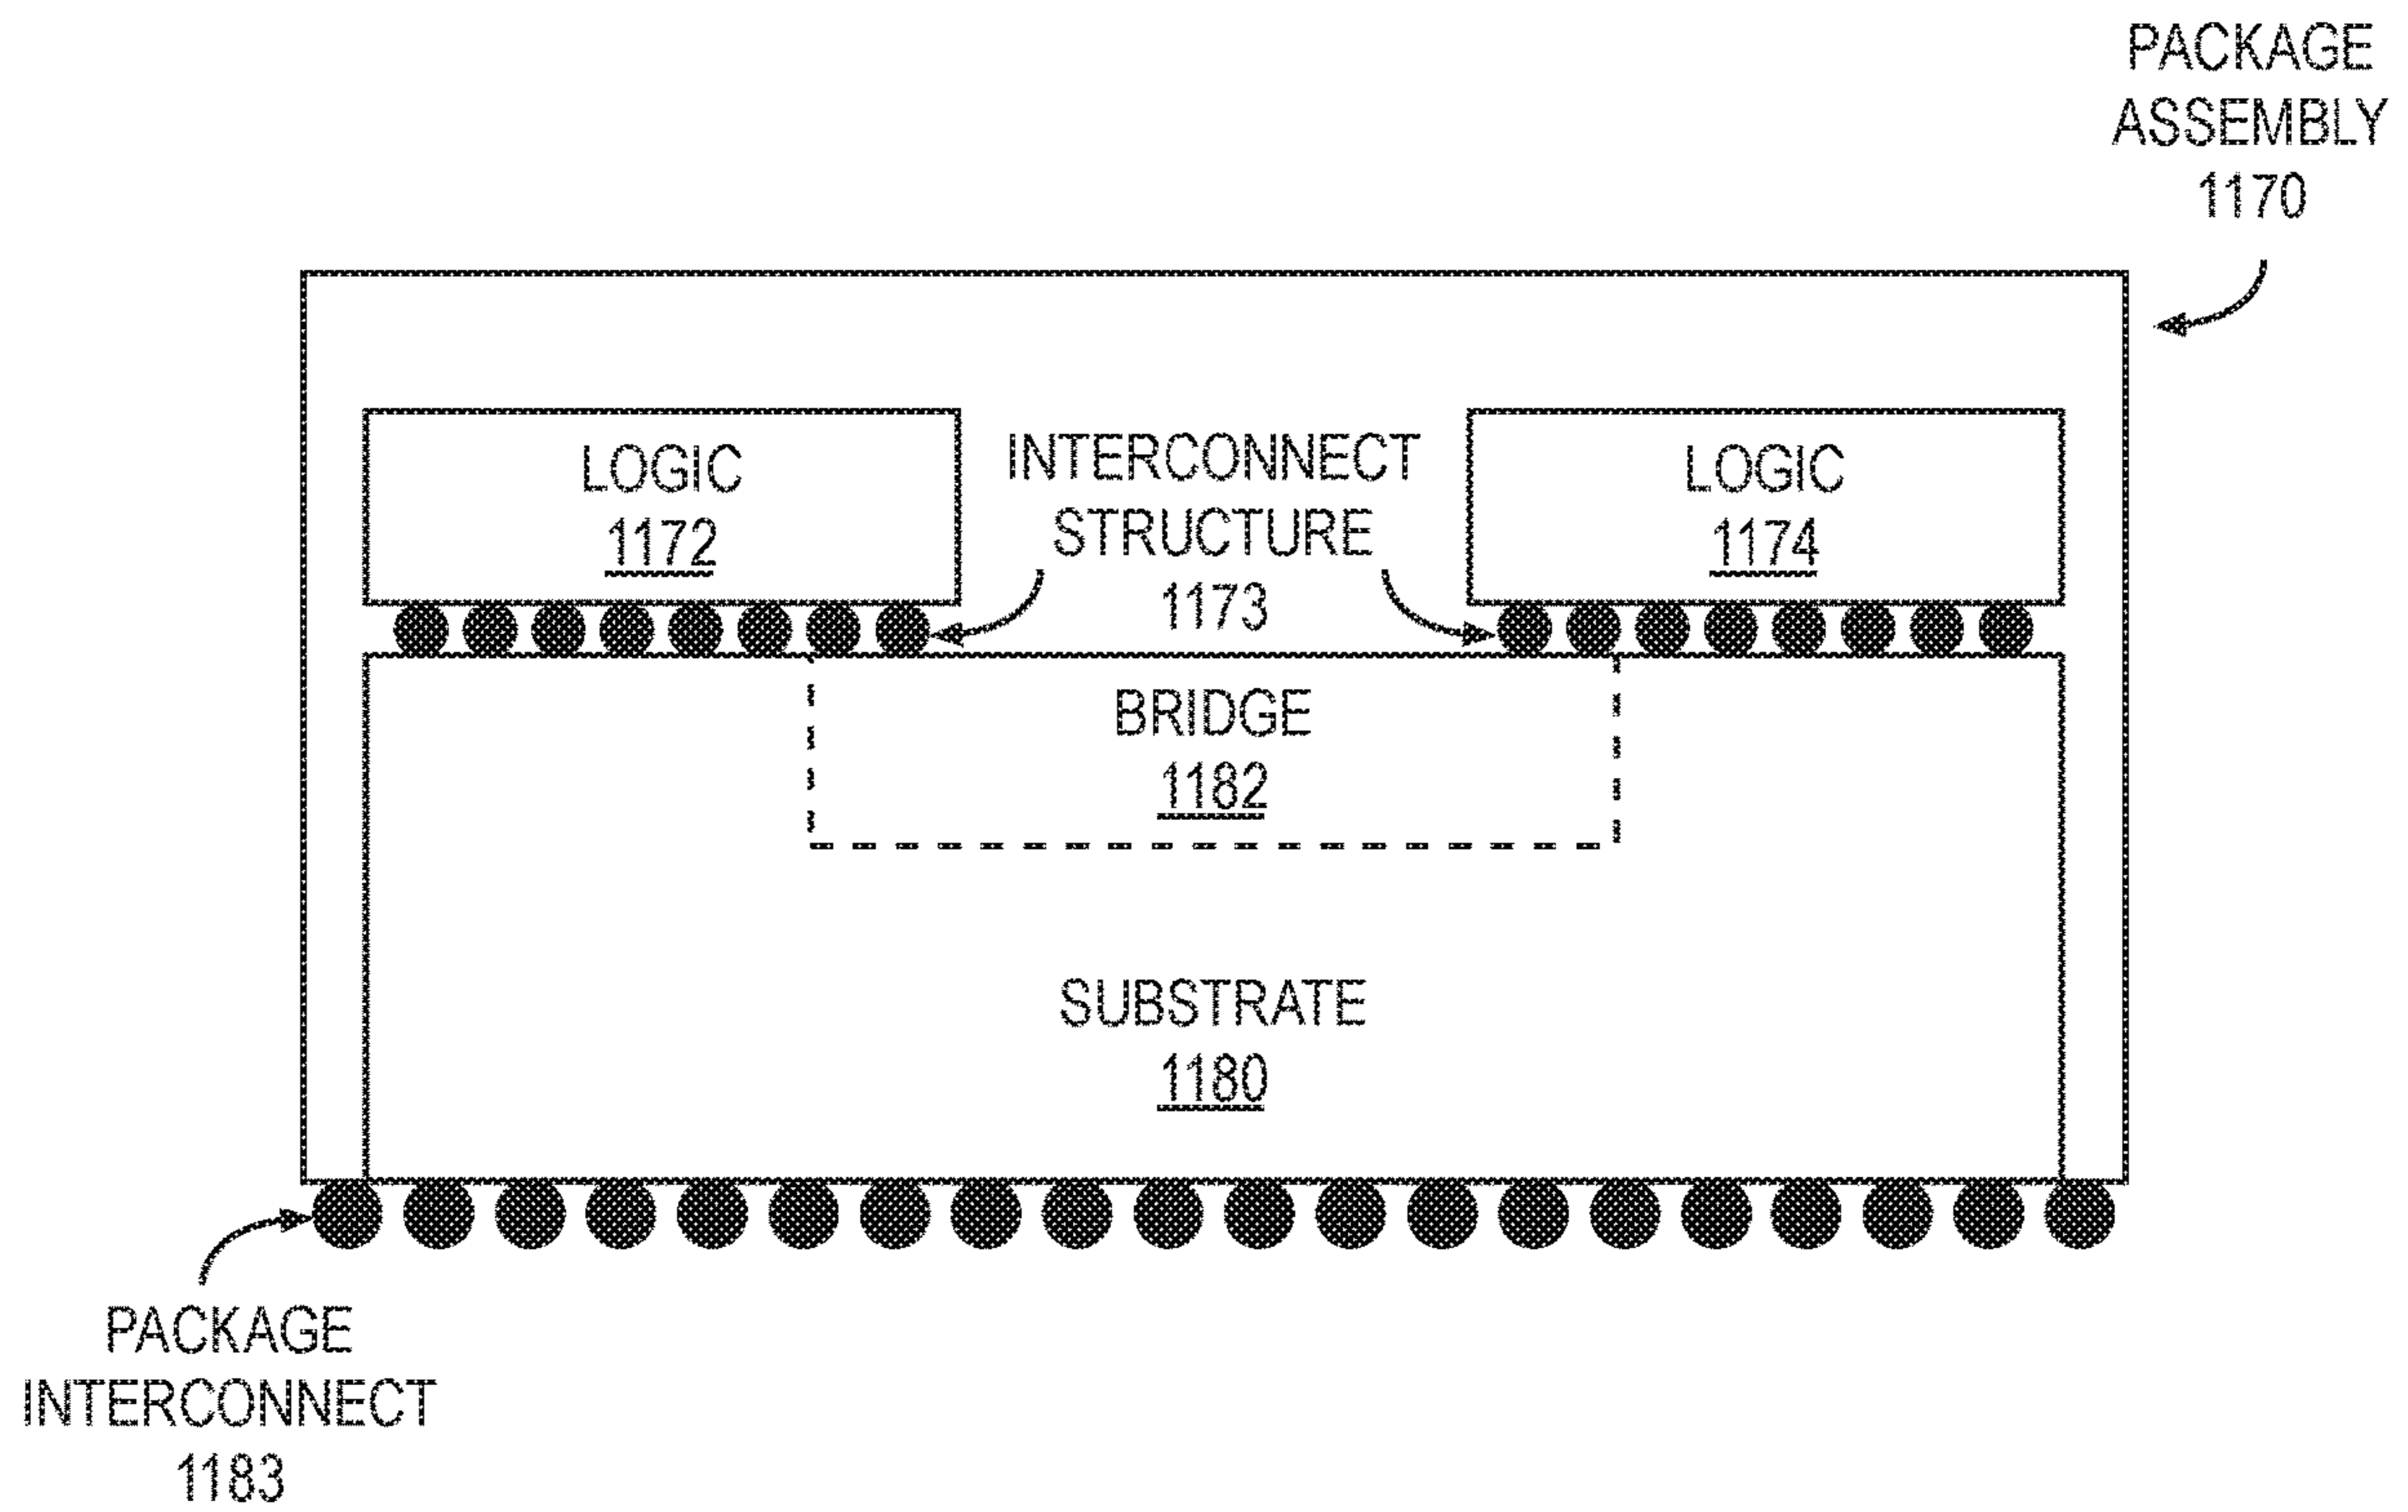 PACKAGE
ASSEMBLY
1170
LOGIC
1172
INTERCONNECT
STRUCTURE
1173
LOGIC
1174
BRIDGE
1182
SUBSTRATE
1180
PACKAGE
INTERCONNECT
1183